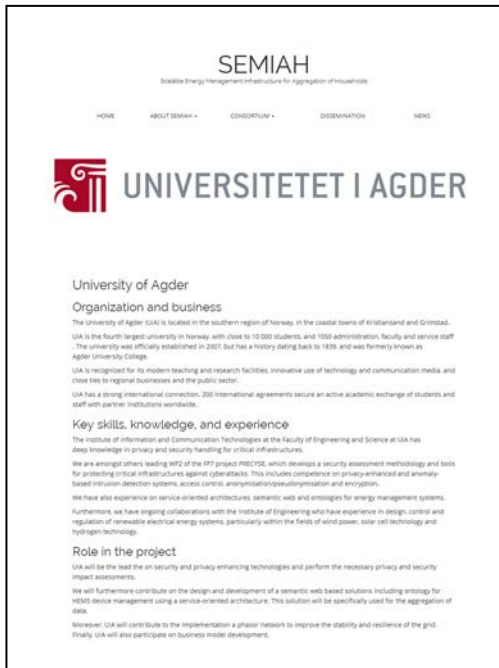 SEMIAH
Scalable Energy Management Infrastructure for Aggregation of Households
HOME ABOUT SEMIAH CONSORTIUM DISSEMINATION NEWS
UNIVERSITETET I AGDER
University of Agder
Organization and business
The University of Agder (UiA) is located in the southern region of Norway, in the coastal towns of Kristiansand and Grimstad.
UiA is the fourth largest university in Norway, with close to 10 000 students, and 1050 administration, faculty and service staff
. The university was officially established in 2007, but has a history dating back to 1839, and was formerly known as
Agder University College.
UiA is recognized for its modern teaching and research facilities, innovative use of technology and communication media, and
close ties to regional businesses and the public sector.
UiA has a strong international connection, 200 international agreements secure an active academic exchange of students and
staff with partner institutions worldwide.
Key skills, knowledge, and experience
The Institute of Information and Communication Technologies at the Faculty of Engineering and Science at UiA has
deep knowledge in privacy and security handling for critical infrastructures.
We are amongst others leading WP2 of the FP7 project PRECYSE, which develops a security assessment methodology and tools
for protecting critical infrastructures against cyberattacks. This includes competence on privacy-enhanced and anomaly-
based intrusion detection systems, access control, anonymisation/pseudonymisation and encryption.
We have also experience on service-oriented architectures, semantic web and ontologies for energy management systems.
Furthermore, we have ongoing collaborations with the Institute of Engineering who have experience in design, control and
regulation of renewable electrical energy systems, particularly within the fields of wind power, solar cell technology and
hydrogen technology.
Role in the project
UiA will be the lead the on security and privacy-enhancing technologies and perform the necessary privacy and security
impact assessments.
We will furthermore contribute on the design and development of a semantic web based solutions including ontology for
HEMS device management using a service-oriented architecture. This solution will be specifically used for the aggregation of
data.
Moreover, UiA will contribute to the implementation a phasor network to improve the stability and resilience of the grid.
Finally, UiA will also participate on business model development.